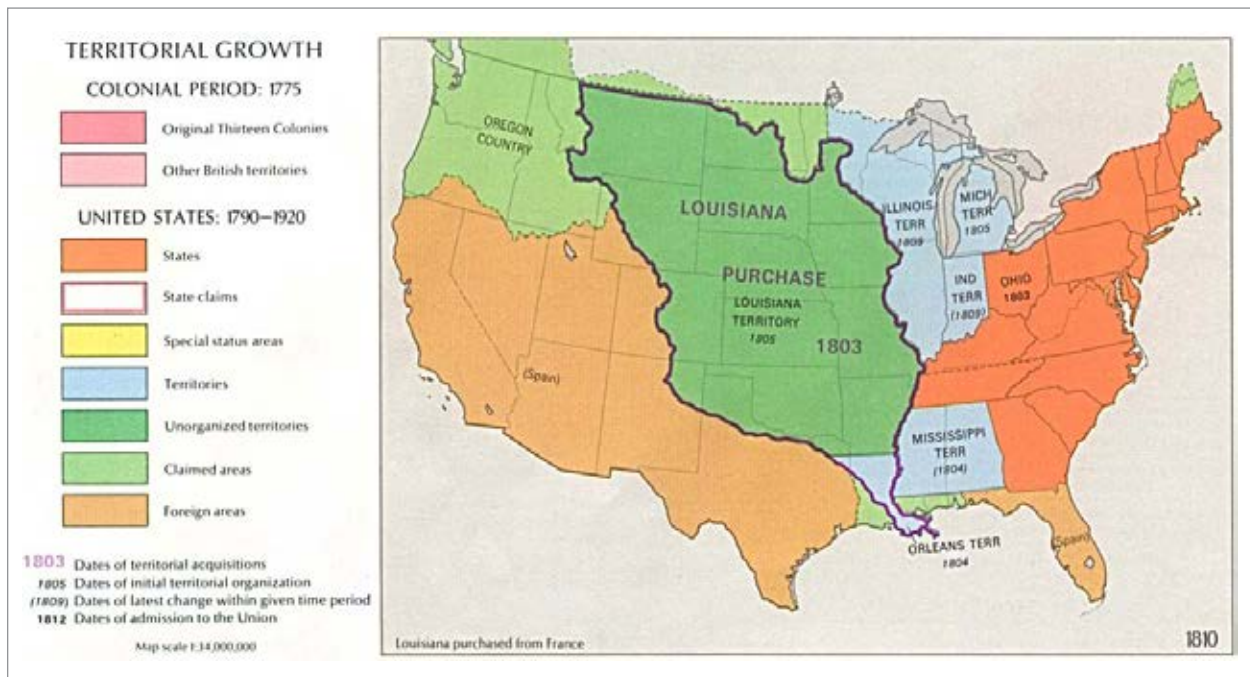 TERRITORIAL GROWTH
COLONIAL PERIOD: 1775
Original Thirteen Colonies
Other British territories
UNITED STATES: 1790–1920
States
State claims
Special status areas
Territories
Unorganized territories
Claimed areas
Foreign areas
1803 Dates of territorial acquisitions
1805 Dates of initial territorial organization
(1809) Dates of latest change within given time period
1812 Dates of admission to the Union
Map scale 1:34,000,000
OREGON
COUNTRY
LOUISIANA
PURCHASE
LOUISIANA
TERRITORY
1805
1803
ILLINOIS
TERR
1809
MICH
TERR
1805
IND
TERR
(1809)
OHIO
1803
(Spain)
MISSISSIPPI
TERR
(1804)
ORLEANS TERR
1804
(Spain)
Louisiana purchased from France
1810